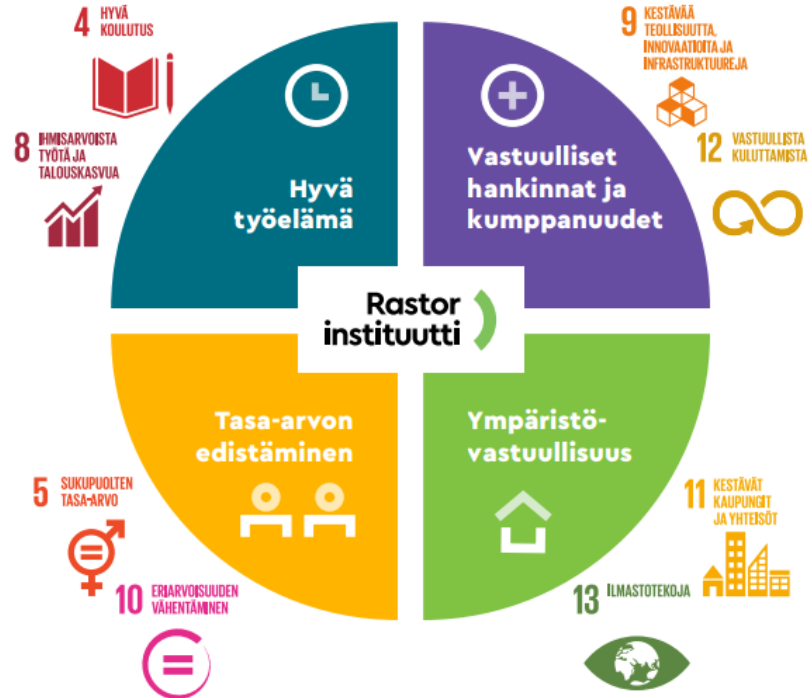 4 HYVÄ
KOULUTUS
8 IHMISARVOISTA
TYÖTÄ JA
TALOUSKASVUA
Hyvä
työelämä
9 KESTÄVÄÄ
TEOLLISUUTTA,
INNOVAATIOITA JA
INFRASTRUKTUUREJA
12 VASTUULLISTA
KULUTTAMISTA
Vastuulliset
hankinnat ja
kumppanuudet
Rastor
instituutti
Tasa-arvon
edistäminen
5 SUKUPUOLTEN
TASA-ARVO
10 ERIARVOISUUDEN
VÄHENTÄMINEN
Ympäristö-
vastuullisuus
11 KESTÄVÄT
KAUPUNGIT
JA YHTEISÖT
13 ILMASTOTEKOJA